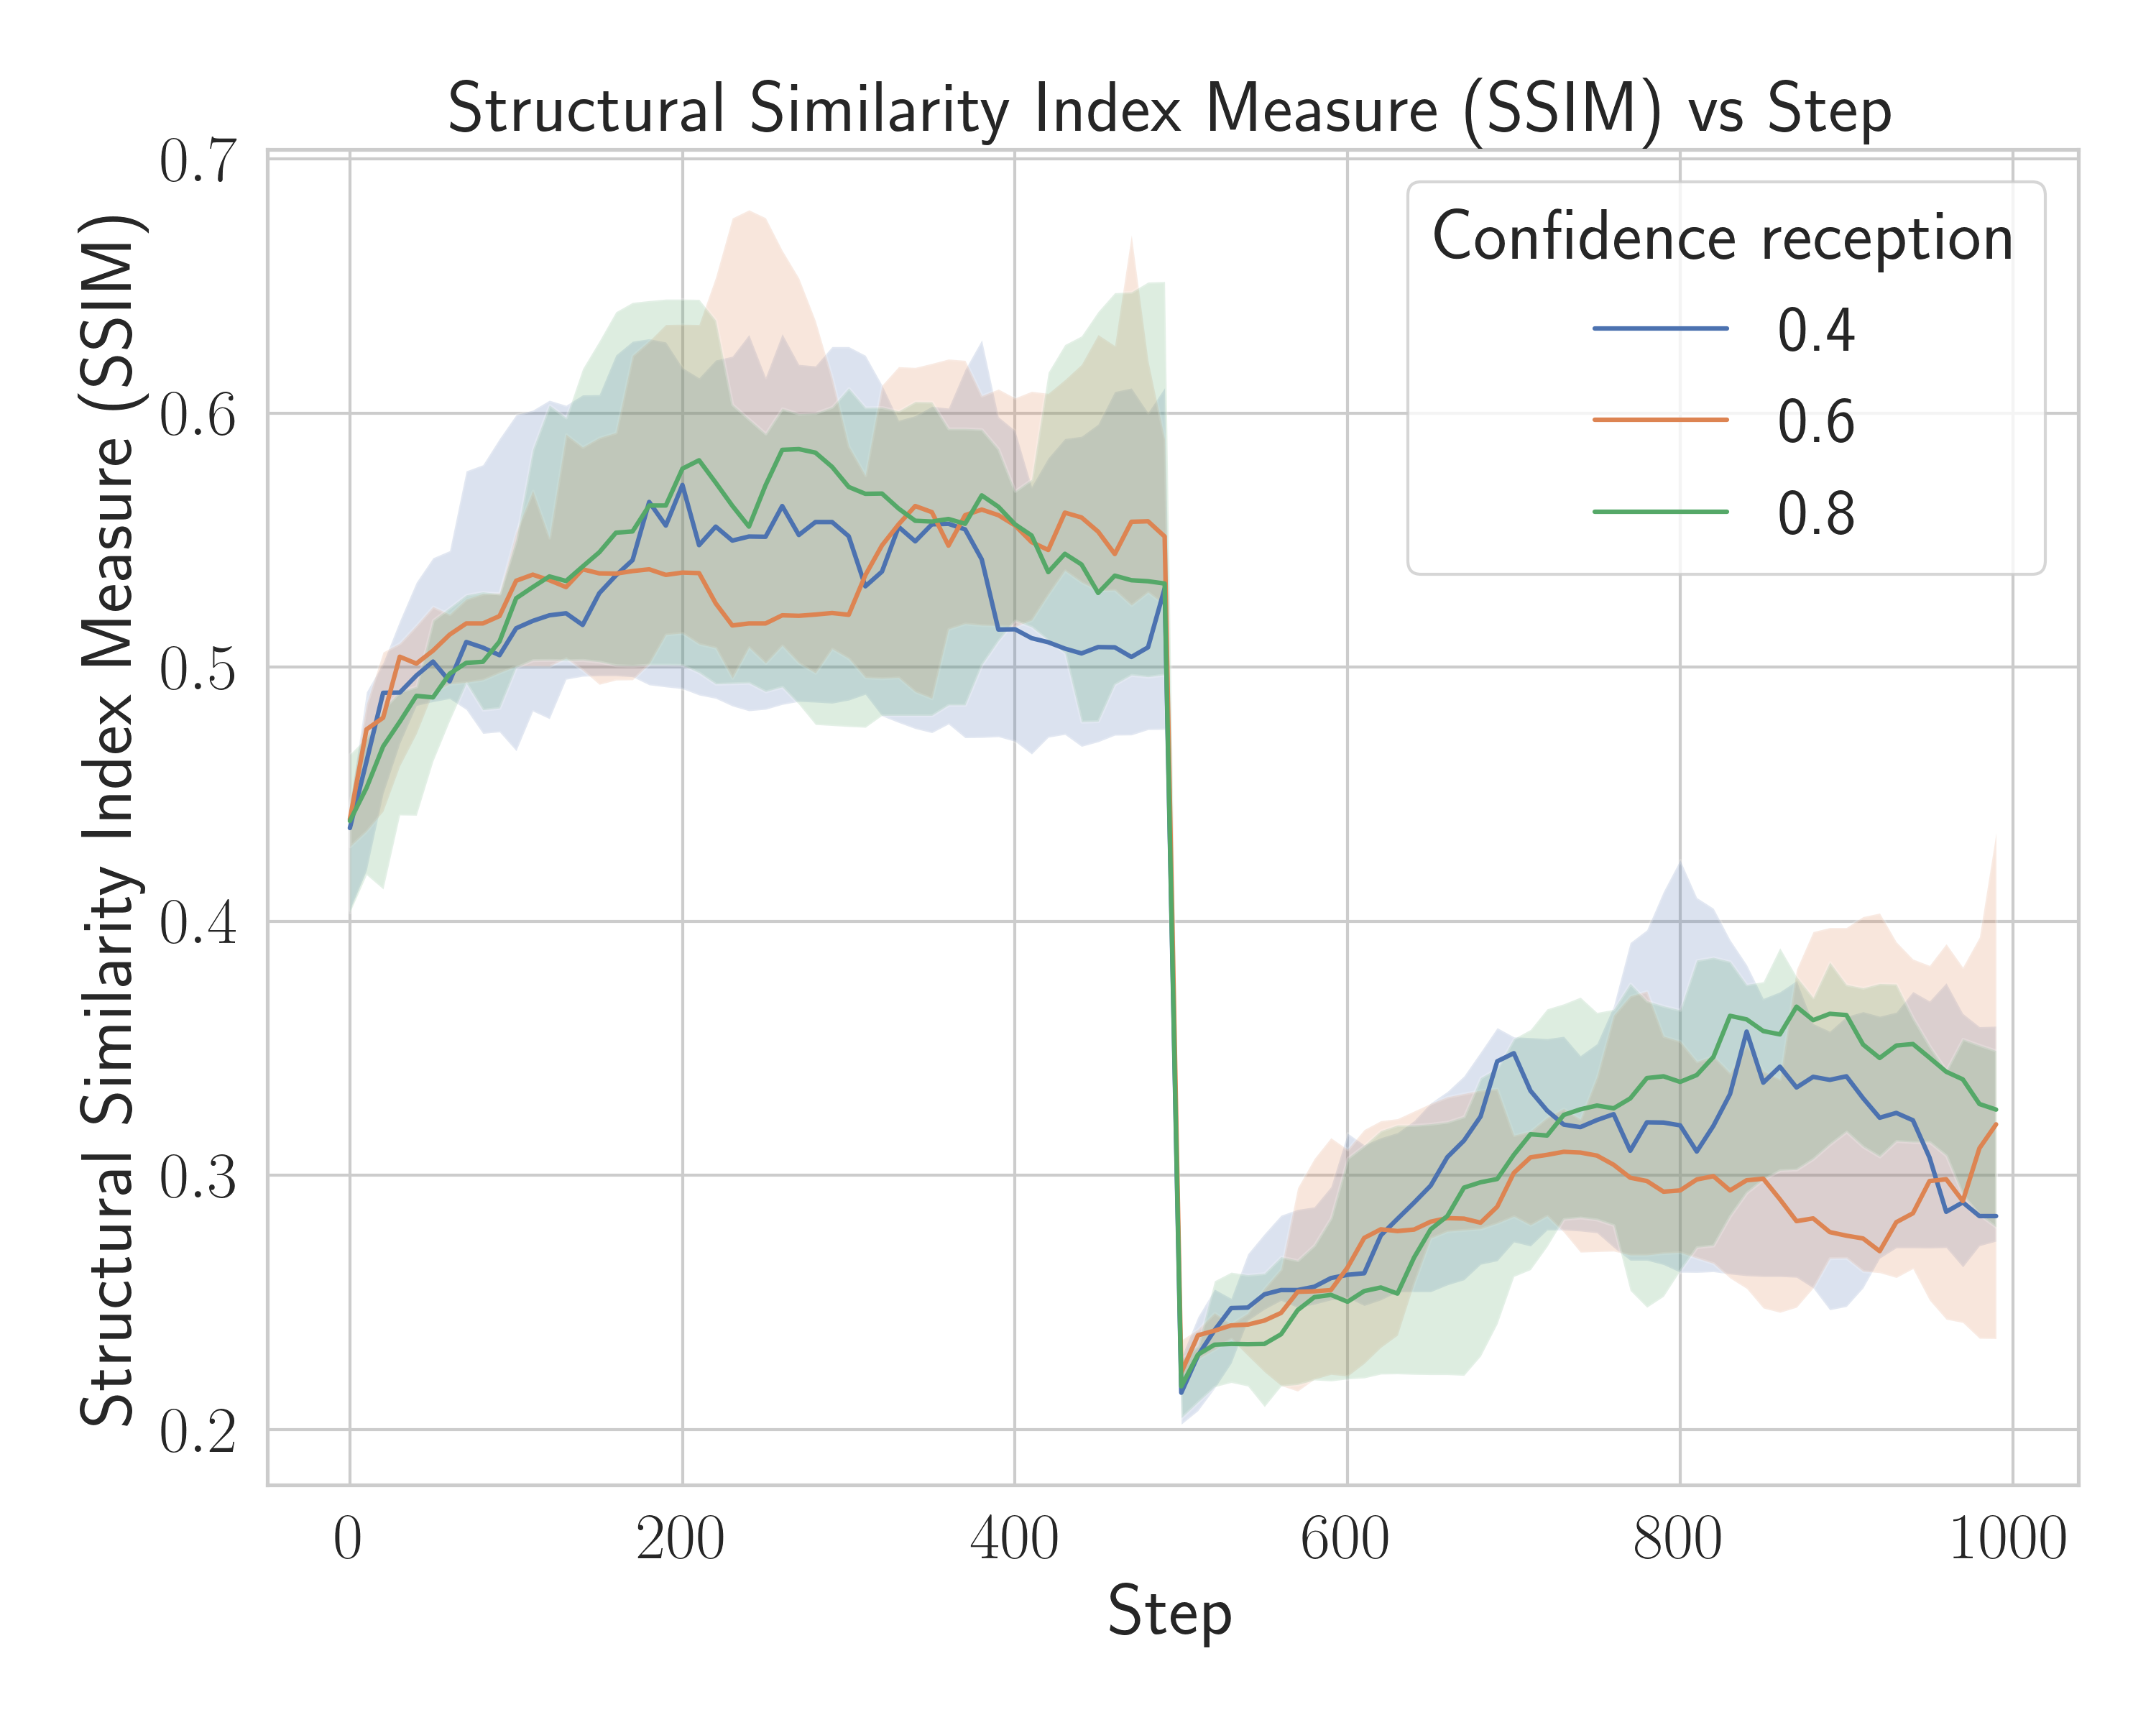 Structural Similarity Index Measure (SSIM) vs Step
Structural Similarity Index Measure (SSIM)
0.7
0.6
0.5
0.4
0.3
0.2
Confidence reception
0.4
0.6
0.8
0 200 400 600 800 1000
Step